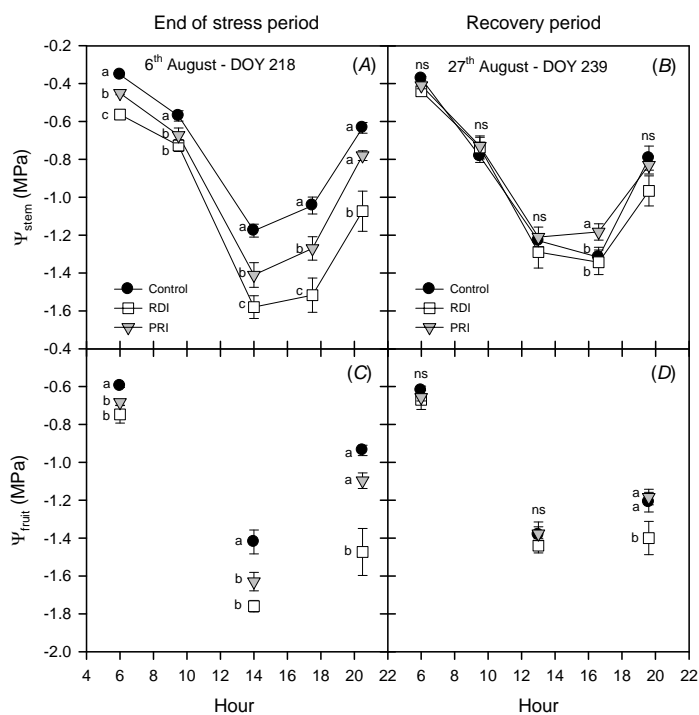 End of stress period
Recovery period
6th August - DOY 218
(A)
27th August - DOY 239
(B)
Ψstem (MPa)
-0.2
-0.4
-0.6
-0.8
-1.0
-1.2
-1.4
-1.6
-0.4
a
b
c
a
b
b
a
b
c
a
b
c
a
a
b
Control
RDI
PRI
ns
ns
ns
a
b
b
ns
Control
RDI
PRI
(C)
(D)
Ψfruit (MPa)
-0.6
-0.8
-1.0
-1.2
-1.4
-1.6
-1.8
-2.0
a
b
b
a
b
b
a
a
b
ns
ns
a
a
b
4 6 8 10 12 14 16 18 20 22
6 8 10 12 14 16 18 20 22
Hour
Hour